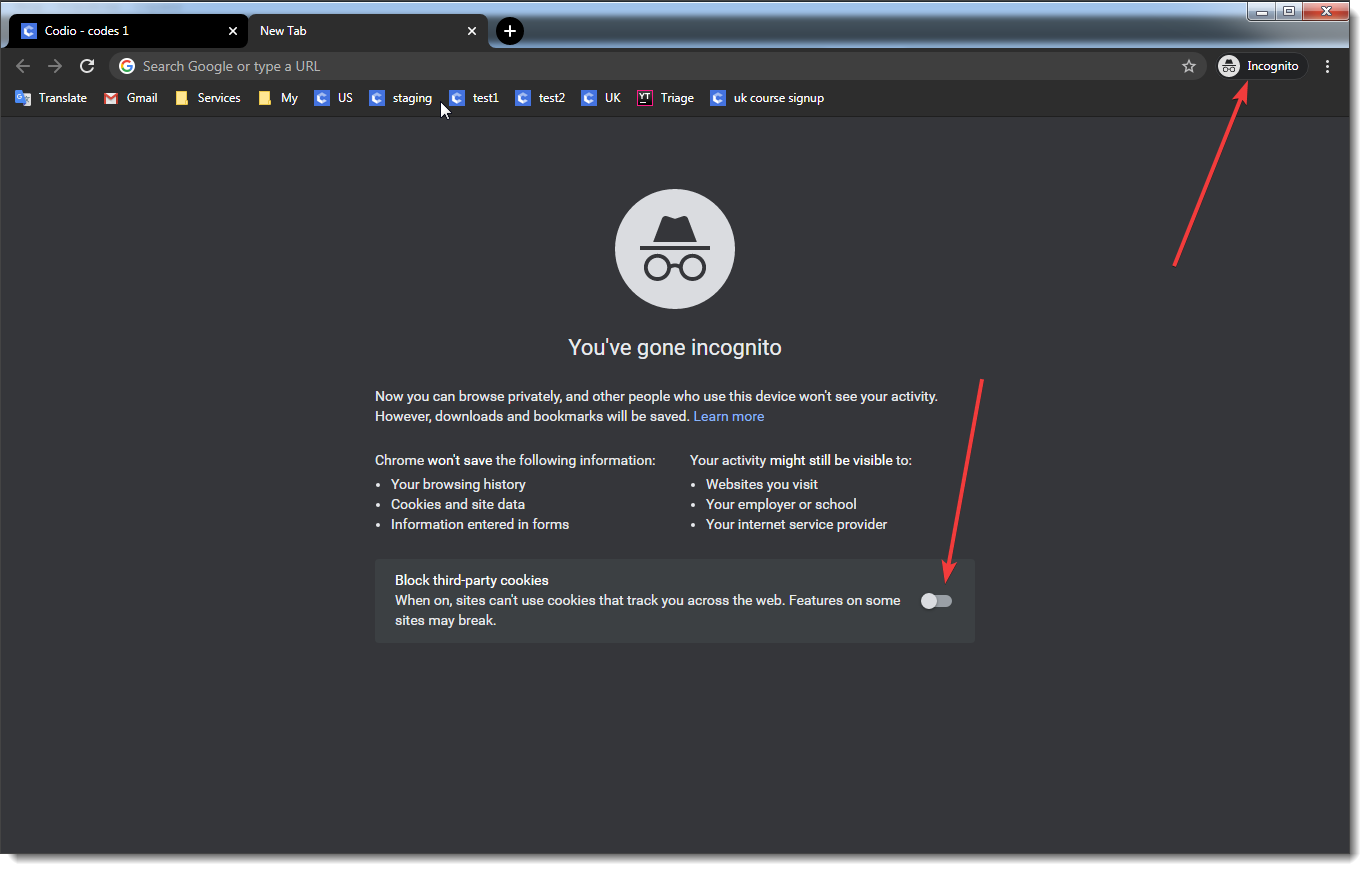 Codio - codes 1
New Tab
Search Google or type a URL
Incognito
Translate Gmail Services My US staging test1 test2 UK YT Triage uk course signup
You've gone incognito
Now you can browse privately, and other people who use this device won't see your activity.
However, downloads and bookmarks will be saved. Learn more
Chrome won't save the following information:
Your browsing history
Cookies and site data
Information entered in forms
Your activity might still be visible to:
Websites you visit
Your employer or school
Your internet service provider
Block third-party cookies
When on, sites can't use cookies that track you across the web. Features on some
sites may break.